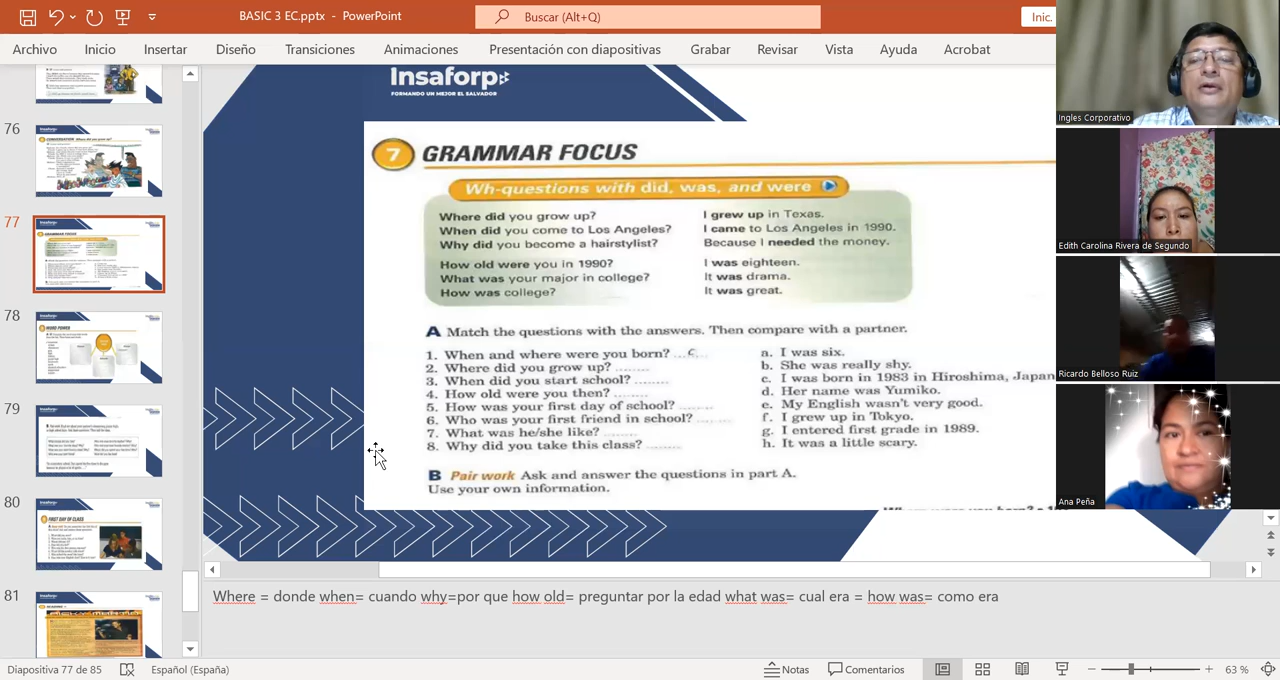 BASIC 3 EC.pptx - PowerPoint
Buscar (Alt+Q)
Inic.
Archivo Inicio Insertar Diseño Transiciones Animaciones Presentación con diapositivas Grabar Revisar Vista Ayuda Acrobat
76
77
78
79
80
81
Insaforp
FORMANDO UN MEJOR EL SALVADOR
7 GRAMMAR FOCUS
Wh-questions with did, was, and were
Where did you grow up? I grew up in Texas.
When did you come to Los Angeles? I came to Los Angeles in 1990.
Why did you become a hairstylist? Because I needed the money.
How old were you in 1990? I was eighteen.
What was your major in college? It was drama.
How was college? It was great.
A Match the questions with the answers. Then compare with a partner.
1. When and where were you born? ...c... a. I was six.
2. Where did you grow up? ........ b. She was really shy.
3. When did you start school? ........ c. I was born in 1983 in Hiroshima, Japan
4. How old were you then? ........ d. Her name was Yumiko.
5. How was your first day of school? ........ e. My English wasn't very good.
6. Who was your first friend in school? ........ f. I grew up in Tokyo.
7. What was he/she like? ........ g. I entered first grade in 1989.
8. Why did you take this class? ........ h. It was a little scary.
B Pair work Ask and answer the questions in part A.
Use your own information.
Where = donde when= cuando why=por que how old= preguntar por la edad what was= cual era = how was= como era
Diapositiva 77 de 85 Español (España) Notas Comentarios 63 %
Ingles Corporativo
Edith Carolina Rivera de Segundo
Ricardo Belloso Ruiz
Ana Peña